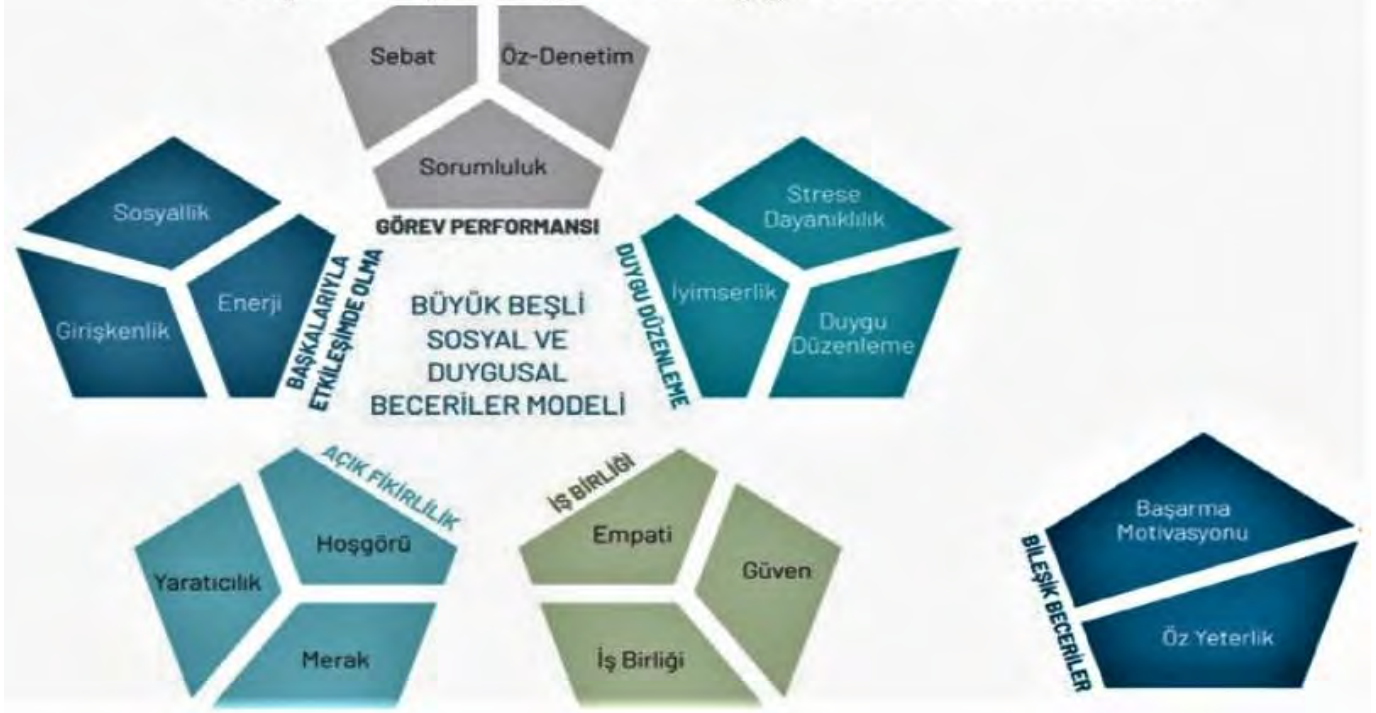 Sebat
Öz-Denetim
Sorumluluk
GÖREV PERFORMANSI
Sosyallik
Girişkenlik
Enerji
BAŞKALARIYLA
ETKİLEŞİMDE OLMA
BÜYÜK BEŞLİ
SOSYAL VE
DUYGUSAL
BECERİLER MODELİ
DUYGU DÜZENLEME
İyimserlik
Strese
Dayanıklılık
Duygu
Düzenleme
AÇIK FİKİRLİLİK
Yaratıcılık
Hoşgörü
Merak
İŞ BİRLİĞİ
Empati
Güven
İş Birliği
BİLEŞİK BECERİLER
Başarma
Motivasyonu
Öz Yeterlik